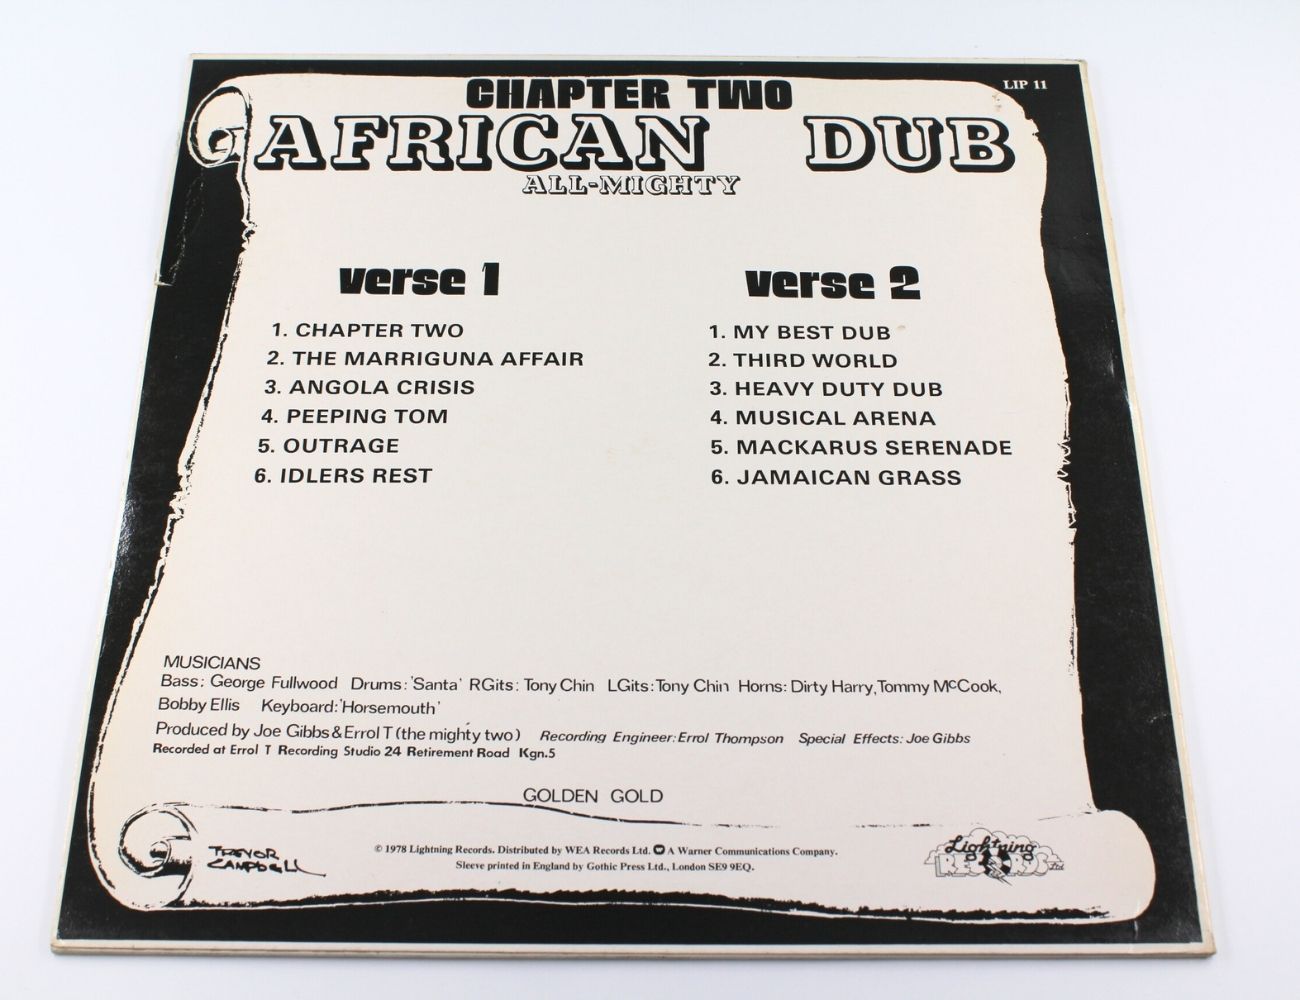 LIP 11
CHAPTER TWO
AFRICAN DUB
ALL-MIGHTY
verse 1
1. CHAPTER TWO
2. THE MARRIGUNA AFFAIR
3. ANGOLA CRISIS
4. PEEPING TOM
5. OUTRAGE
6. IDLERS REST
verse 2
1. MY BEST DUB
2. THIRD WORLD
3. HEAVY DUTY DUB
4. MUSICAL ARENA
5. MACKARUS SERENADE
6. JAMAICAN GRASS
MUSICIANS
Bass: George Fullwood Drums: 'Santa' RGits: Tony Chin LGits: Tony Chin Horns: Dirty Harry, Tommy McCook,
Bobby Ellis Keyboard: 'Horsemouth'
Produced by Joe Gibbs & Errol T (the mighty two) Recording Engineer: Errol Thompson Special Effects: Joe Gibbs
Recorded at Errol T Recording Studio 24 Retirement Road Kgn.5
GOLDEN GOLD
TREVOR
CAMPBELL
© 1978 Lightning Records. Distributed by WEA Records Ltd. A Warner Communications Company.
Sleeve printed in England by Gothic Press Ltd., London SE9 9EQ.
Lightning
RECORDS Ltd